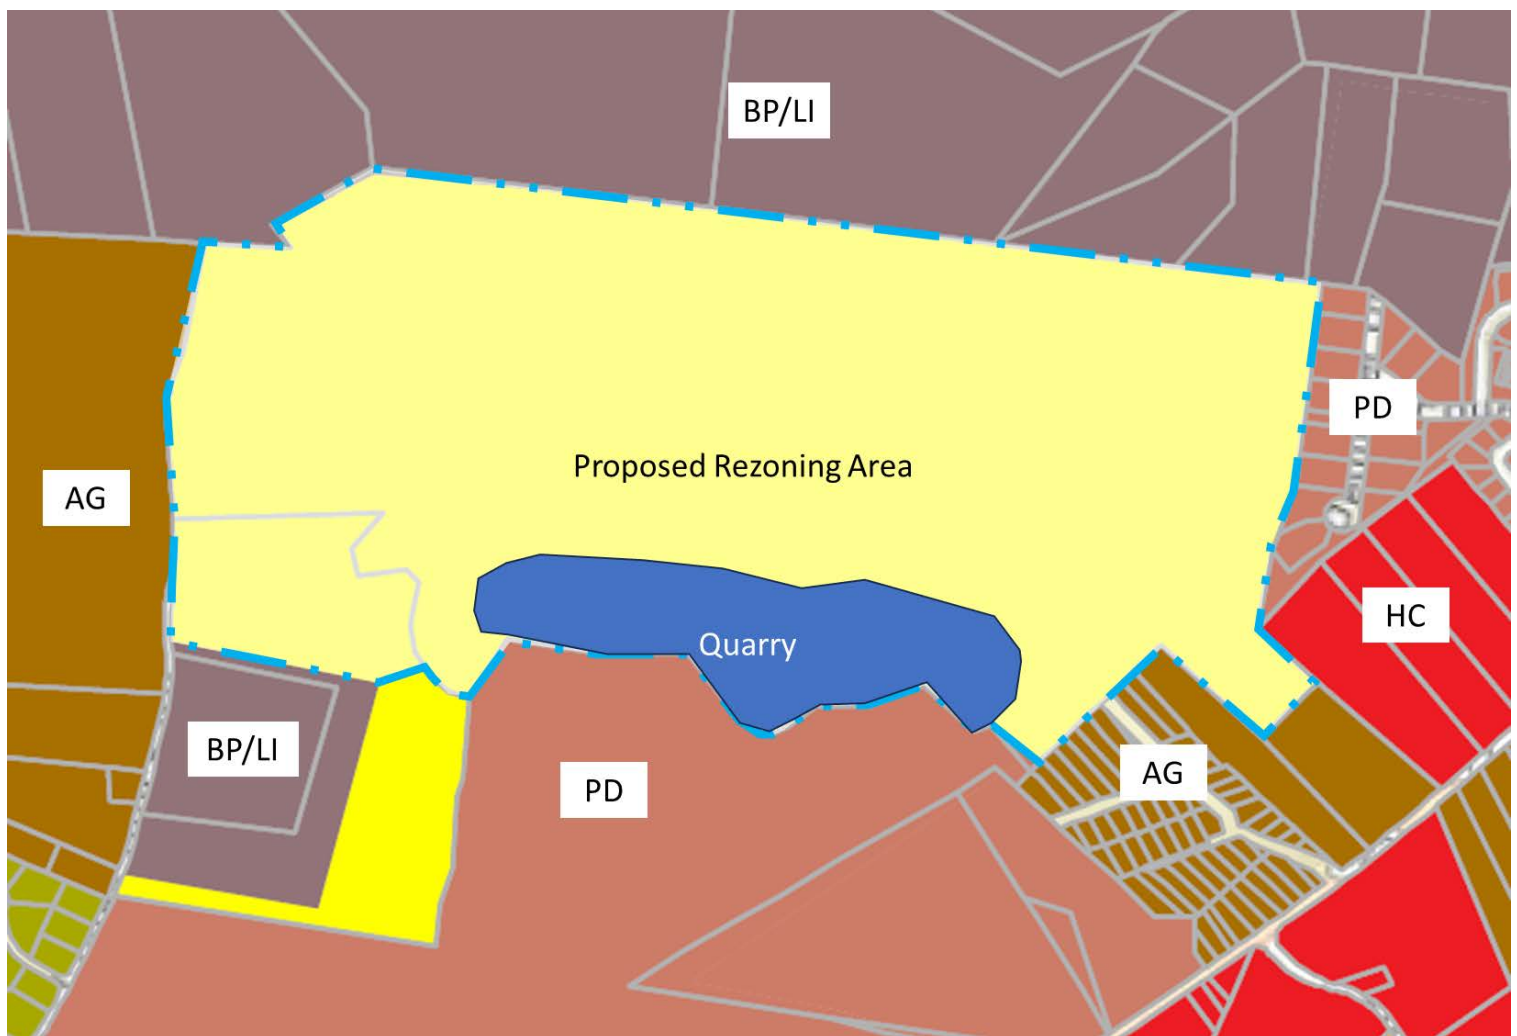 BP/LI
PD
Proposed Rezoning Area
AG
HC
Quarry
BP/LI
PD
AG